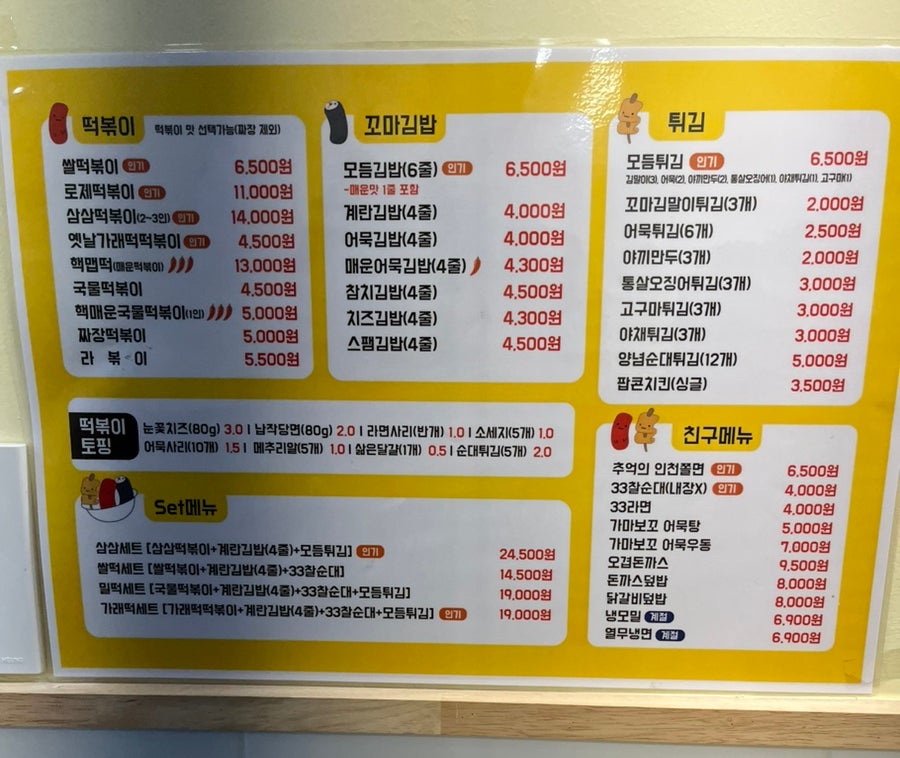 떡볶이 떡볶이 맛 선택가능(짜장 제외)
쌀떡볶이 인기 6,500원
로제떡볶이 인기 11,000원
삼삼떡볶이(2~3인) 인기 14,000원
옛날가래떡떡볶이 인기 4,500원
핵맵떡(매운떡볶이) 13,000원
국물떡볶이 4,500원
핵매운국물떡볶이(1인) 5,000원
짜장떡볶이 5,000원
라 볶 이 5,500원
꼬마김밥
모듬김밥(6줄) 인기 6,500원
-매운맛 1줄 포함
계란김밥(4줄) 4,000원
어묵김밥(4줄) 4,000원
매운어묵김밥(4줄) 4,300원
참치김밥(4줄) 4,500원
치즈김밥(4줄) 4,300원
스팸김밥(4줄) 4,500원
튀김
모듬튀김 인기 6,500원
김말이(3), 어묵(2), 야끼만두(2), 통살오징어(1), 야채튀김(1), 고구마(1)
꼬마김말이튀김(3개) 2,000원
어묵튀김(6개) 2,500원
야끼만두(3개) 2,000원
통살오징어튀김(3개) 3,000원
고구마튀김(3개) 3,000원
야채튀김(3개) 3,000원
양념순대튀김(12개) 5,000원
팝콘치킨(싱글) 3,500원
떡볶이
토핑
눈꽃치즈(80g) 3.0 | 납작당면(80g) 2.0 | 라면사리(반개) 1.0 | 소세지(5개) 1.0
어묵사리(10개) 1.5 | 메추리알(5개) 1.0 | 삶은달걀(1개) 0.5 | 순대튀김(5개) 2.0
Set메뉴
삼삼세트 [삼삼떡볶이+계란김밥(4줄)+모듬튀김] 인기 24,500원
쌀떡세트 [쌀떡볶이+계란김밥(4줄)+33찰순대] 14,500원
밀떡세트 [국물떡볶이+계란김밥(4줄)+33찰순대+모듬튀김] 19,000원
가래떡세트 [가래떡떡볶이+계란김밥(4줄)+33찰순대+모듬튀김] 인기 19,000원
친구메뉴
추억의 인천쫄면 인기 6,500원
33찰순대(내장X) 인기 4,000원
33라면 4,000원
가마보꼬 어묵탕 5,000원
가마보꼬 어묵우동 7,000원
오겹돈까스 9,500원
돈까스덮밥 8,000원
닭갈비덮밥 8,000원
냉모밀 계절 6,900원
열무냉면 계절 6,900원